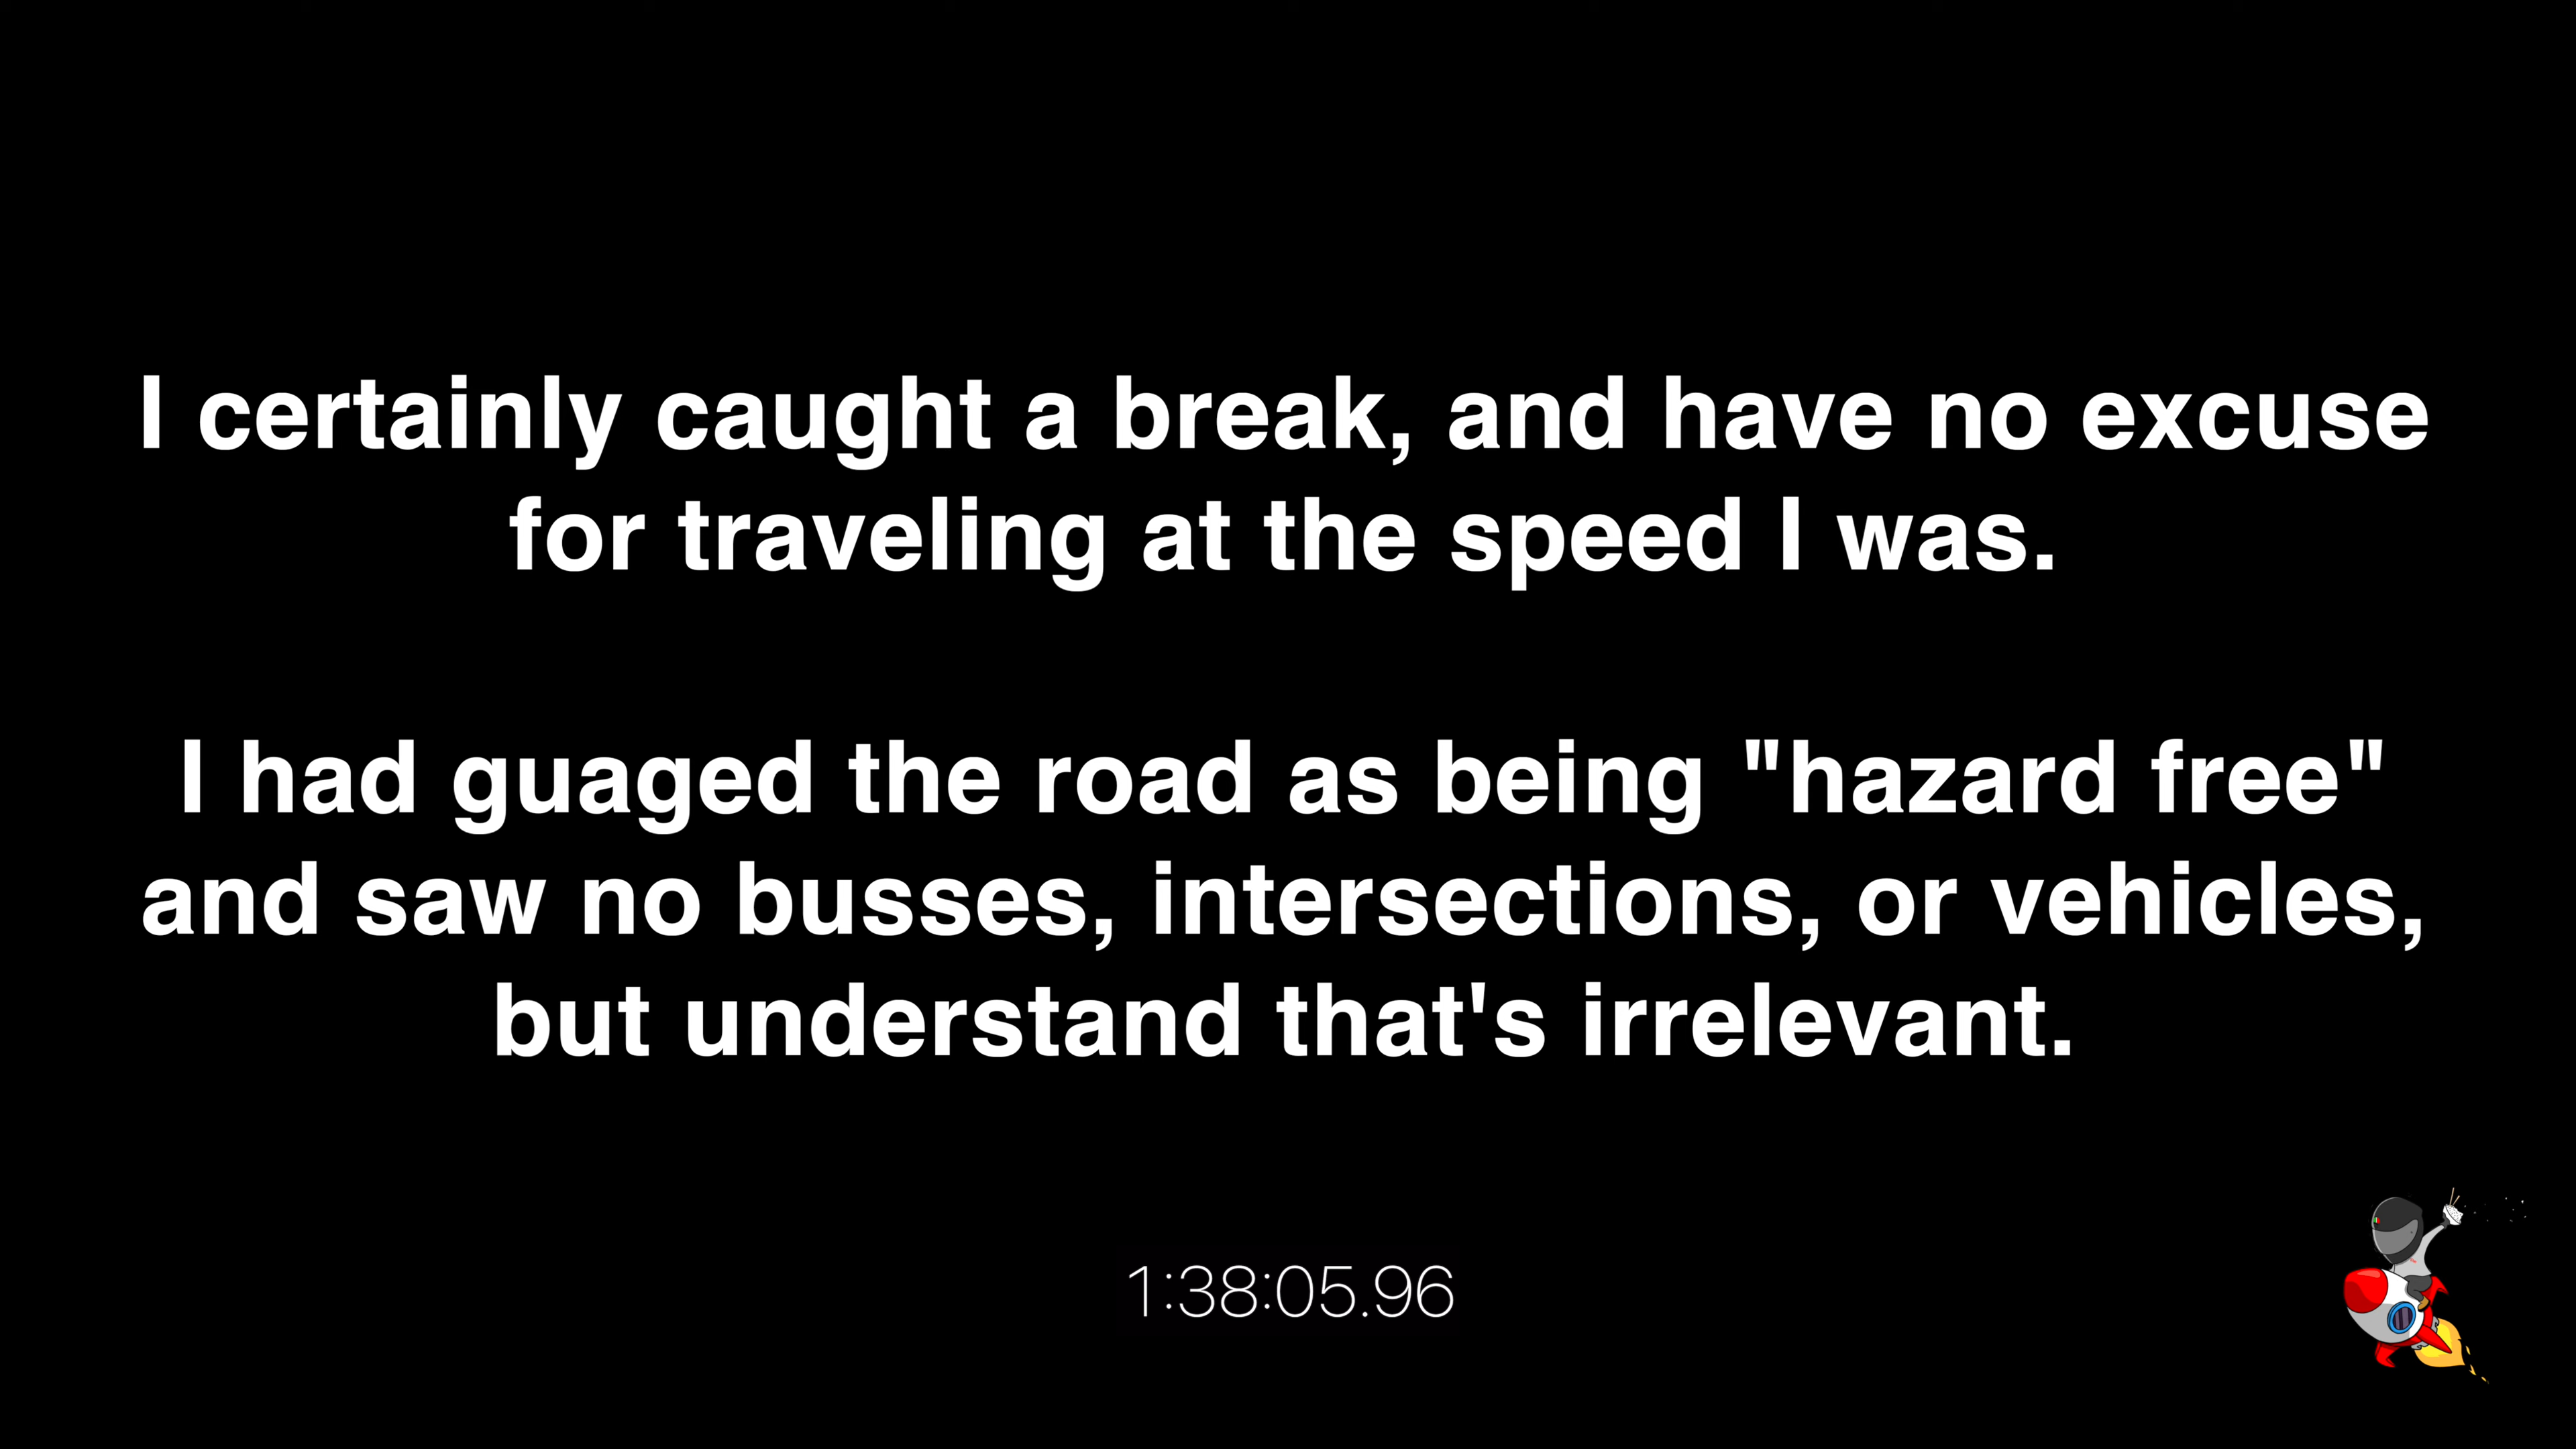 I certainly caught a break, and have no excuse
for traveling at the speed I was.
I had guaged the road as being "hazard free"
and saw no busses, intersections, or vehicles,
but understand that's irrelevant.
1:38:05.96